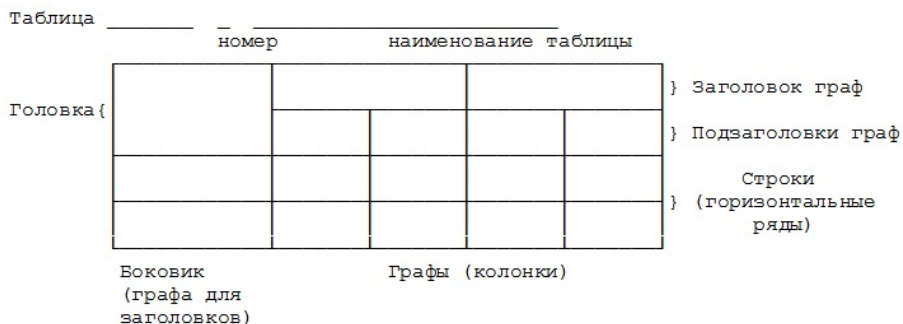 Таблица _______ _ _________________________
номер наименование таблицы
} Заголовок граф
Головка{
} Подзаголовки граф
Строки
} (горизонтальные
ряды)
Боковик Графы (колонки)
(графа для
заголовков)